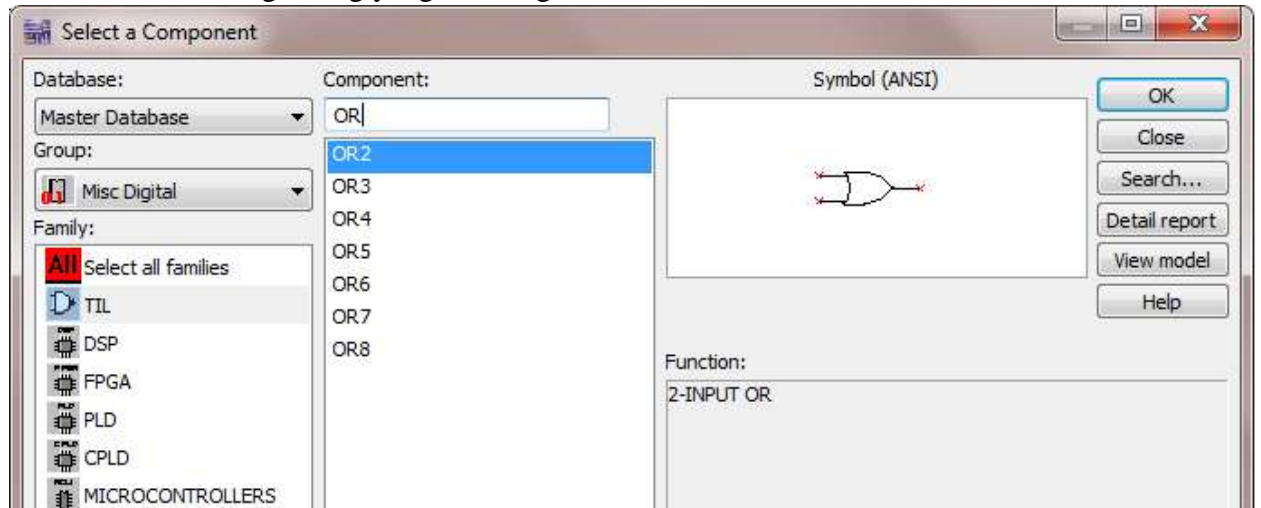 Select a Component
Database:
Master Database
Group:
Misc Digital
Family:
All Select all families
TIL
DSP
FPGA
PLD
CPLD
MICROCONTROLLERS
Component:
OR
OR2
OR3
OR4
OR5
OR6
OR7
OR8
Symbol (ANSI)
Function:
2-INPUT OR
OK
Close
Search...
Detail report
View model
Help